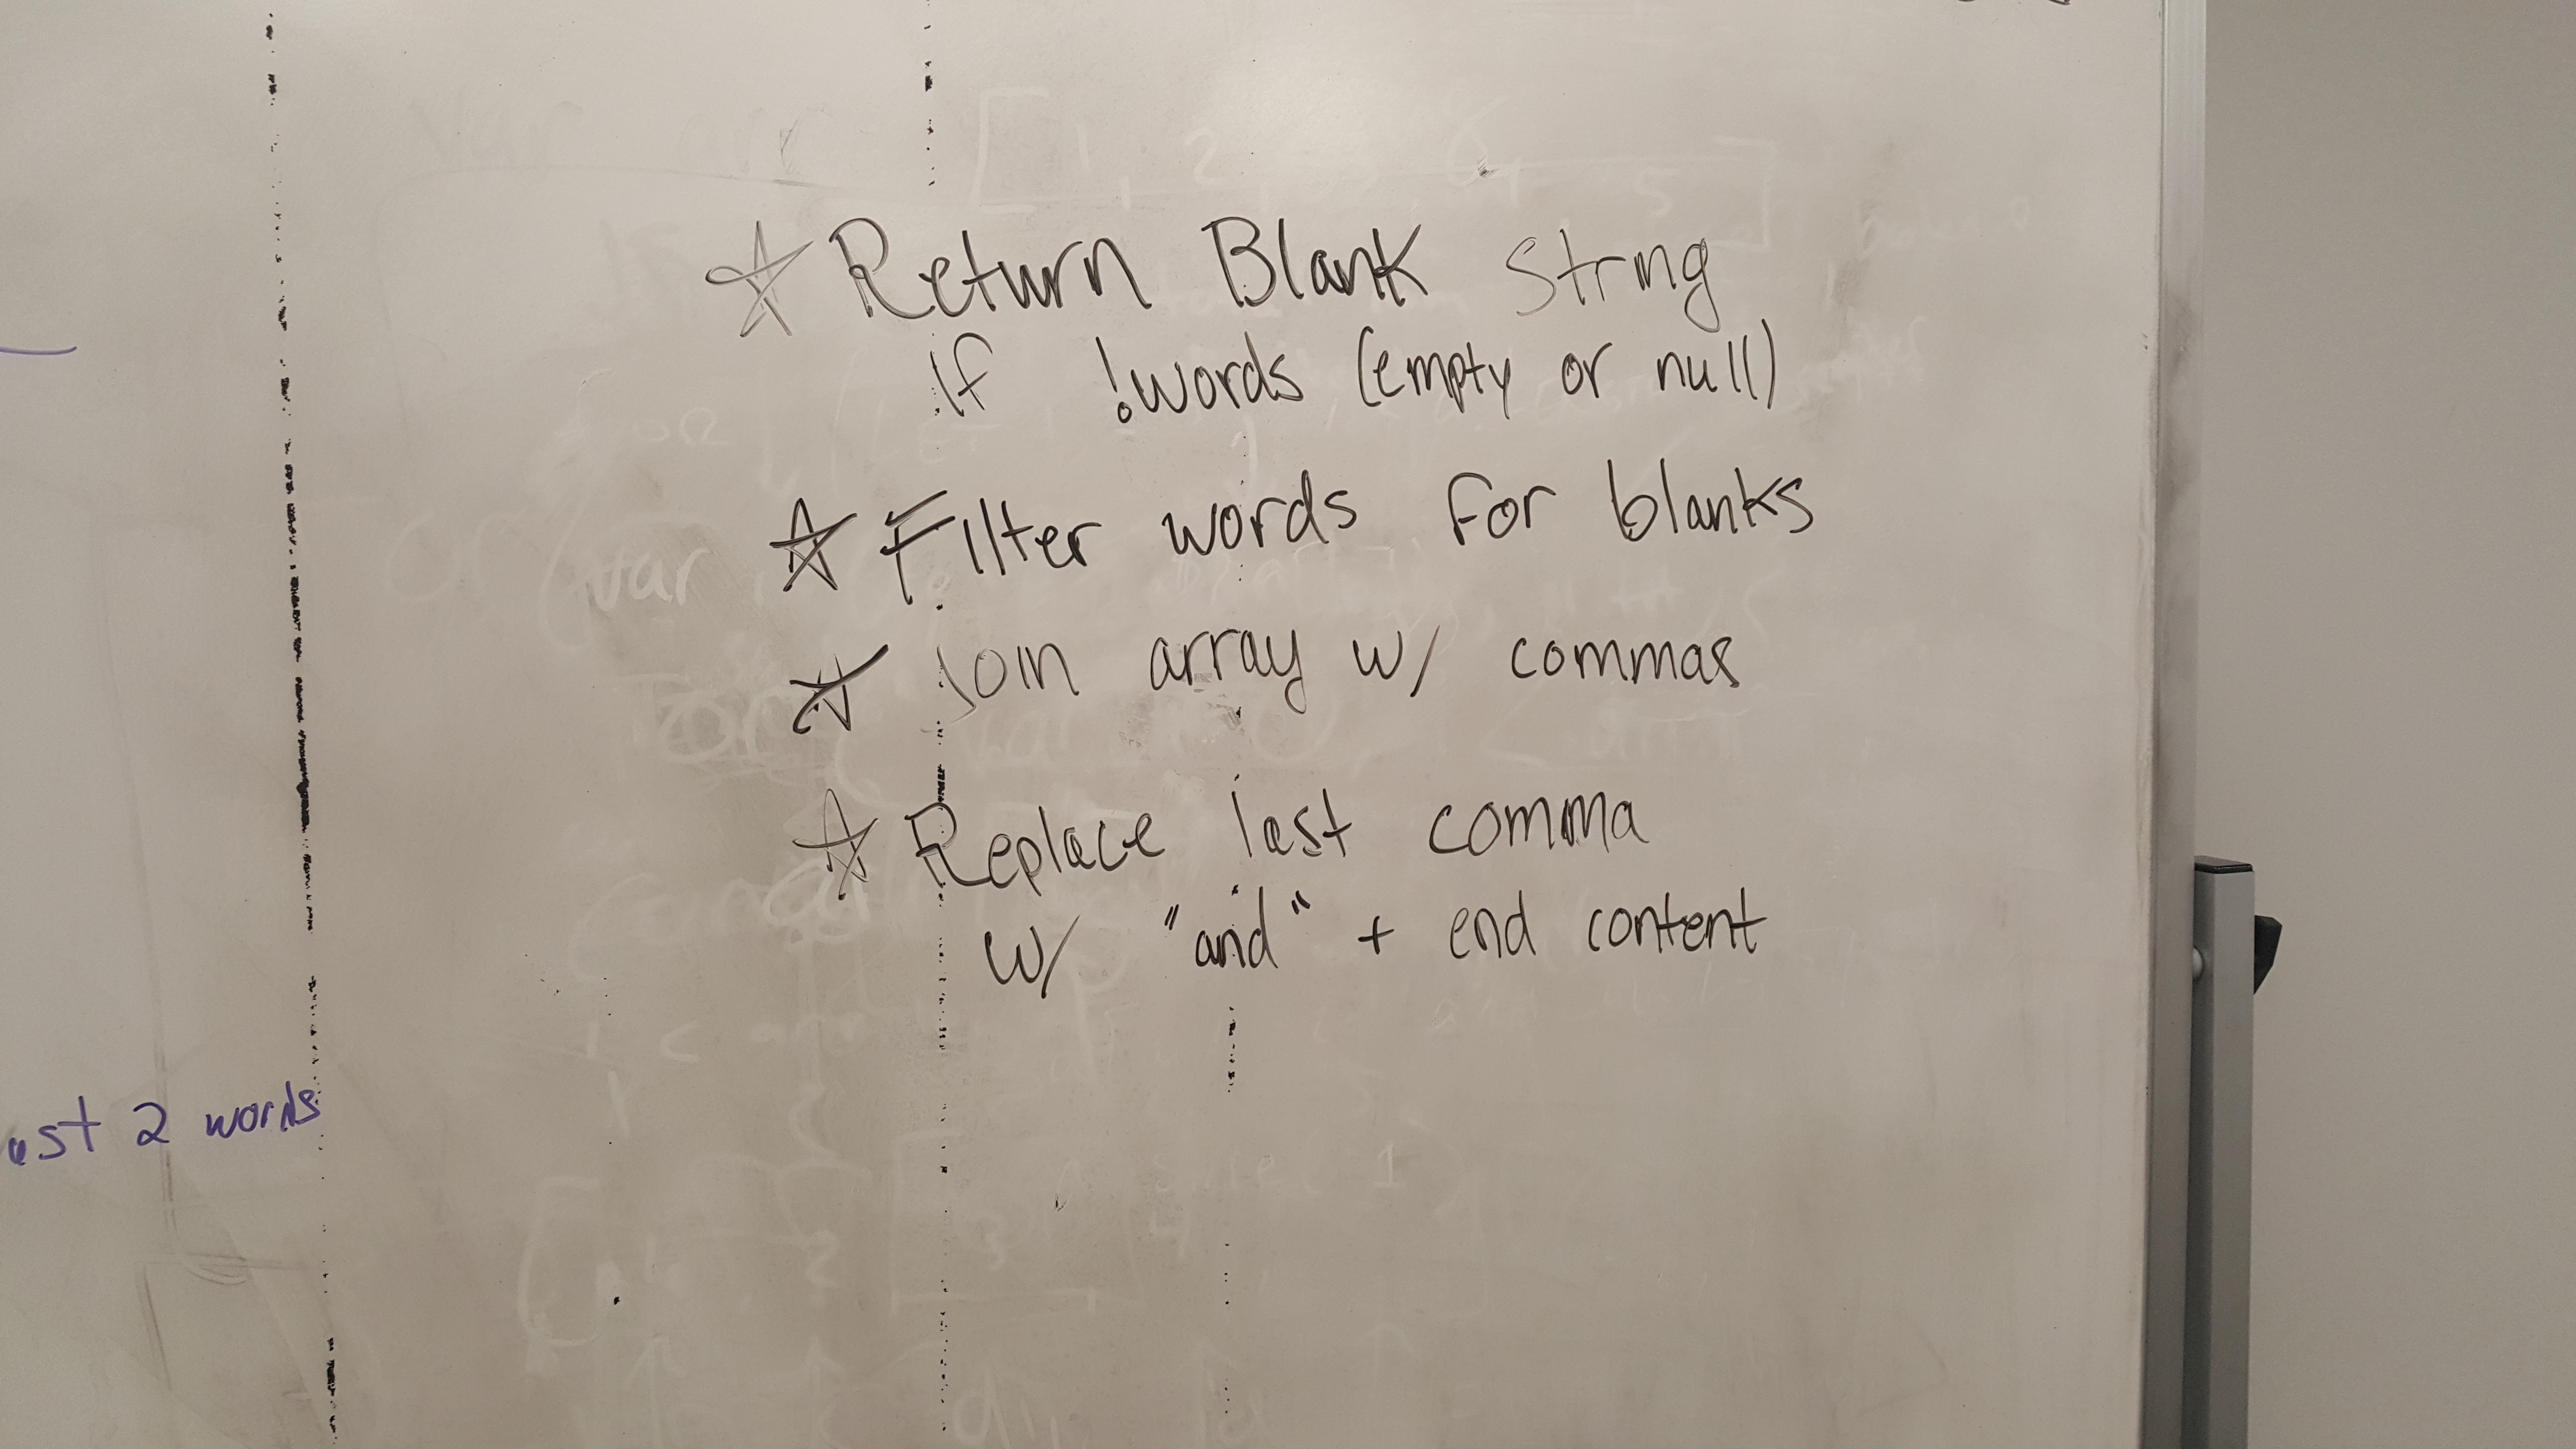 ☆ Return Blank String
if !words (empty or null)
☆ Filter words for blanks
☆ Join array w/ commas
☆ Replace last comma
w/ "and" + end content
2 words